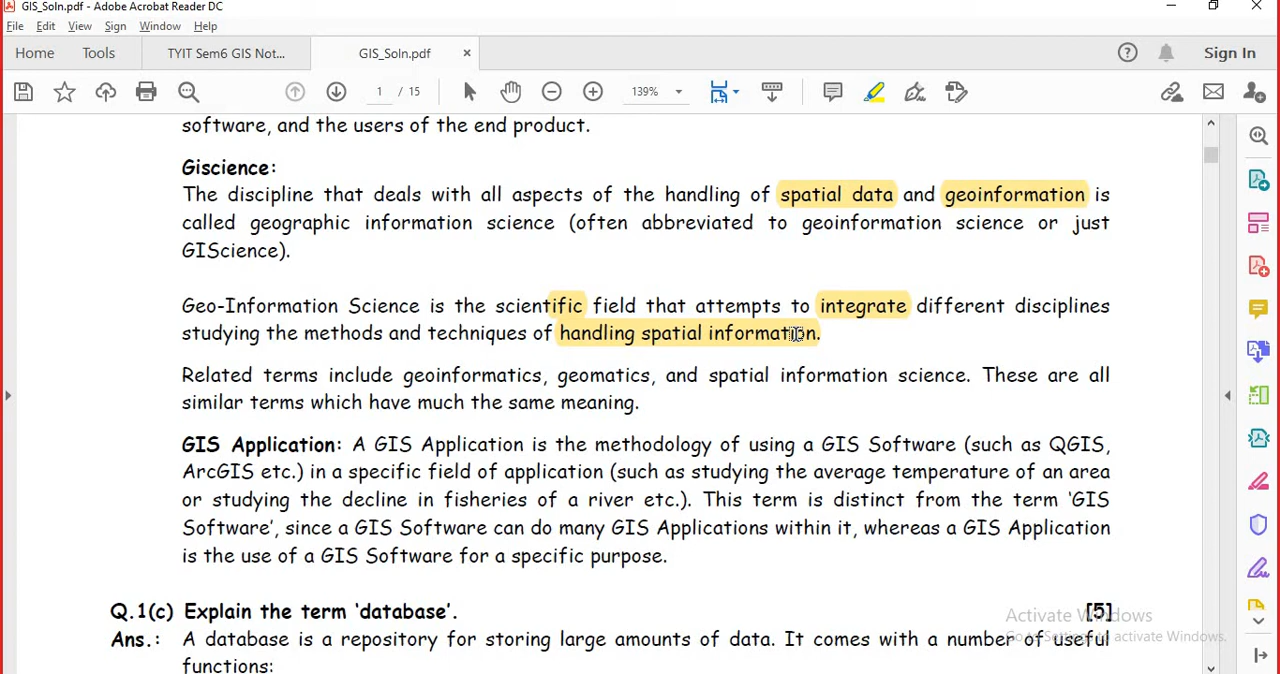 GIS_Soln.pdf - Adobe Acrobat Reader DC
File Edit View Sign Window Help
Home Tools TYIT Sem6 GIS Not... GIS_Soln.pdf × Sign In
1 / 15 139%
software, and the users of the end product.
Giscience:
The discipline that deals with all aspects of the handling of spatial data and geoinformation is
called geographic information science (often abbreviated to geoinformation science or just
GIScience).
Geo-Information Science is the scientific field that attempts to integrate different disciplines
studying the methods and techniques of handling spatial information.
Related terms include geoinformatics, geomatics, and spatial information science. These are all
similar terms which have much the same meaning.
GIS Application: A GIS Application is the methodology of using a GIS Software (such as QGIS,
ArcGIS etc.) in a specific field of application (such as studying the average temperature of an area
or studying the decline in fisheries of a river etc.). This term is distinct from the term ‘GIS
Software’, since a GIS Software can do many GIS Applications within it, whereas a GIS Application
is the use of a GIS Software for a specific purpose.
Q.1(c) Explain the term ‘database’. [5]
Ans.: A database is a repository for storing large amounts of data. It comes with a number of useful
functions:
Activate Windows
Go to Settings to activate Windows.